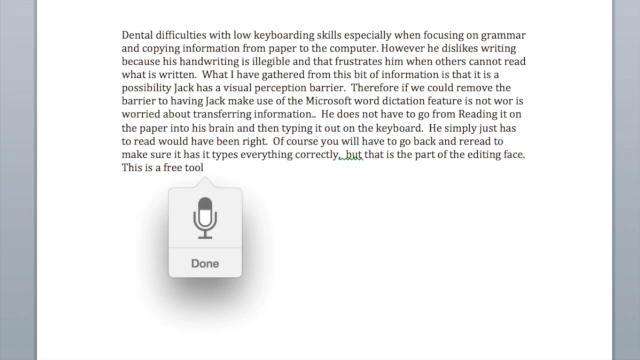 Dental difficulties with low keyboarding skills especially when focusing on grammar
and copying information from paper to the computer. However he dislikes writing
because his handwriting is illegible and that frustrates him when others cannot read
what is written.  What I have gathered from this bit of information is that it is a
possibility Jack has a visual perception barrier.  Therefore if we could remove the
barrier to having Jack make use of the Microsoft word dictation feature is not wor is
worried about transferring information..  He does not have to go from Reading it on
the paper into his brain and then typing it out on the keyboard.  He simply just has
to read would have been right.  Of course you will have to go back and reread to
make sure it has it types everything correctly,  but that is the part of the editing face.
This is a free tool
Done